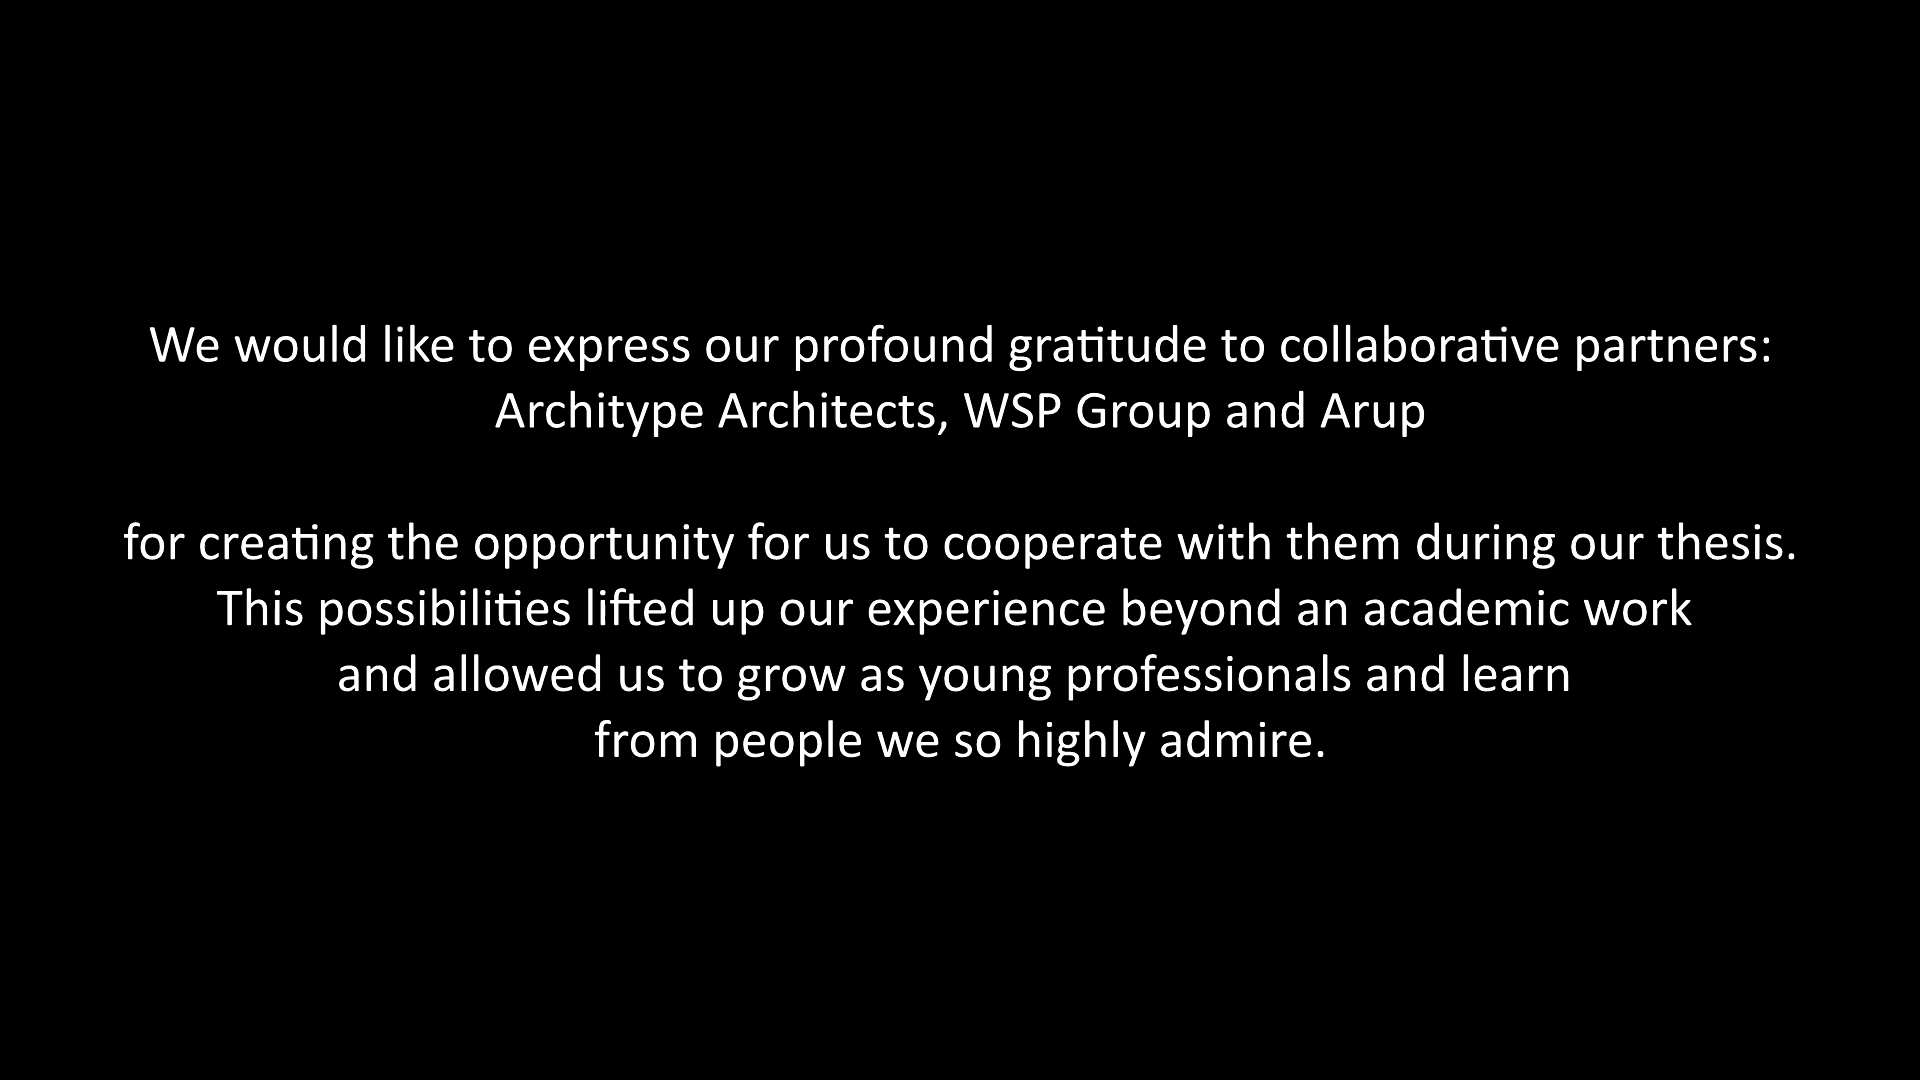 We would like to express our profound gratitude to collaborative partners:
Architype Architects, WSP Group and Arup
for creating the opportunity for us to cooperate with them during our thesis.
This possibilities lifted up our experience beyond an academic work
and allowed us to grow as young professionals and learn
from people we so highly admire.